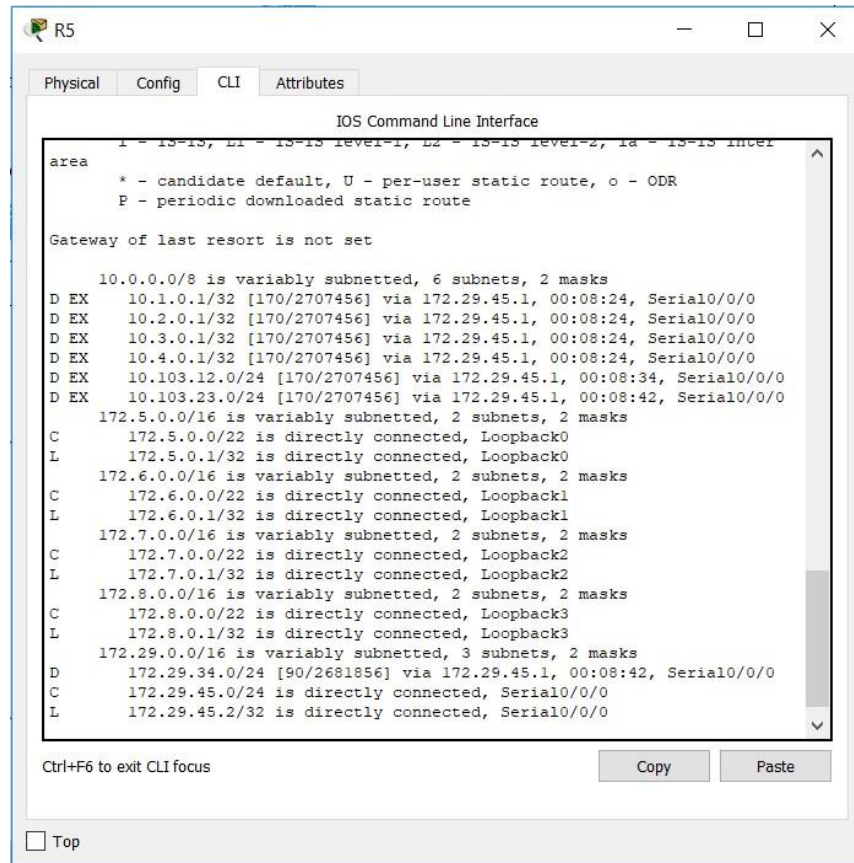 R5
Physical Config CLI Attributes
IOS Command Line Interface
i - IS-IS, L1 - IS-IS level-1, L2 - IS-IS level-2, ia - IS-IS inter
area
* - candidate default, U - per-user static route, o - ODR
P - periodic downloaded static route
Gateway of last resort is not set
10.0.0.0/8 is variably subnetted, 6 subnets, 2 masks
D EX 10.1.0.1/32 [170/2707456] via 172.29.45.1, 00:08:24, Serial0/0/0
D EX 10.2.0.1/32 [170/2707456] via 172.29.45.1, 00:08:24, Serial0/0/0
D EX 10.3.0.1/32 [170/2707456] via 172.29.45.1, 00:08:24, Serial0/0/0
D EX 10.4.0.1/32 [170/2707456] via 172.29.45.1, 00:08:24, Serial0/0/0
D EX 10.103.12.0/24 [170/2707456] via 172.29.45.1, 00:08:34, Serial0/0/0
D EX 10.103.23.0/24 [170/2707456] via 172.29.45.1, 00:08:42, Serial0/0/0
172.5.0.0/16 is variably subnetted, 2 subnets, 2 masks
C 172.5.0.0/22 is directly connected, Loopback0
L 172.5.0.1/32 is directly connected, Loopback0
172.6.0.0/16 is variably subnetted, 2 subnets, 2 masks
C 172.6.0.0/22 is directly connected, Loopback1
L 172.6.0.1/32 is directly connected, Loopback1
172.7.0.0/16 is variably subnetted, 2 subnets, 2 masks
C 172.7.0.0/22 is directly connected, Loopback2
L 172.7.0.1/32 is directly connected, Loopback2
172.8.0.0/16 is variably subnetted, 2 subnets, 2 masks
C 172.8.0.0/22 is directly connected, Loopback3
L 172.8.0.1/32 is directly connected, Loopback3
172.29.0.0/16 is variably subnetted, 3 subnets, 2 masks
D 172.29.34.0/24 [90/2681856] via 172.29.45.1, 00:08:42, Serial0/0/0
C 172.29.45.0/24 is directly connected, Serial0/0/0
L 172.29.45.2/32 is directly connected, Serial0/0/0
Ctrl+F6 to exit CLI focus Copy Paste
Top